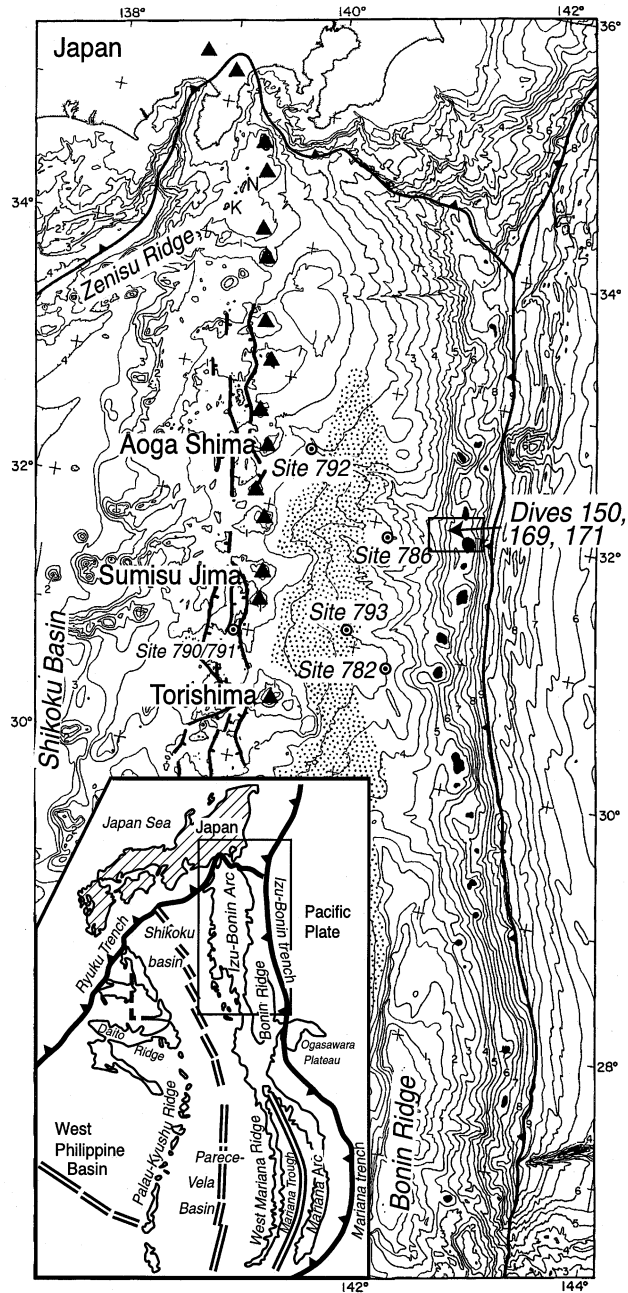 138°
140°
142°
36°
Japan
N
K
34°
Zenisu Ridge
34°
Aoga Shima
Site 792
32°
Dives 150,
169, 171
Site 786
32°
Sumisu Jima
Site 793
Site 790/791
Site 782
Shikoku Basin
Torishima
30°
30°
Japan Sea
Japan
Izu-Bonin Arc
Izu-Bonin trench
Pacific
Plate
Ryuku Trench
Shikoku
basin
Bonin Ridge
Ogasawara
Plateau
Daito
Ridge
28°
West
Philippine
Basin
Palau-Kyushu Ridge
Parece-
Vela
Basin
West Mariana Ridge
Mariana Trough
Mariana Arc
Mariana trench
Bonin Ridge
142°
144°